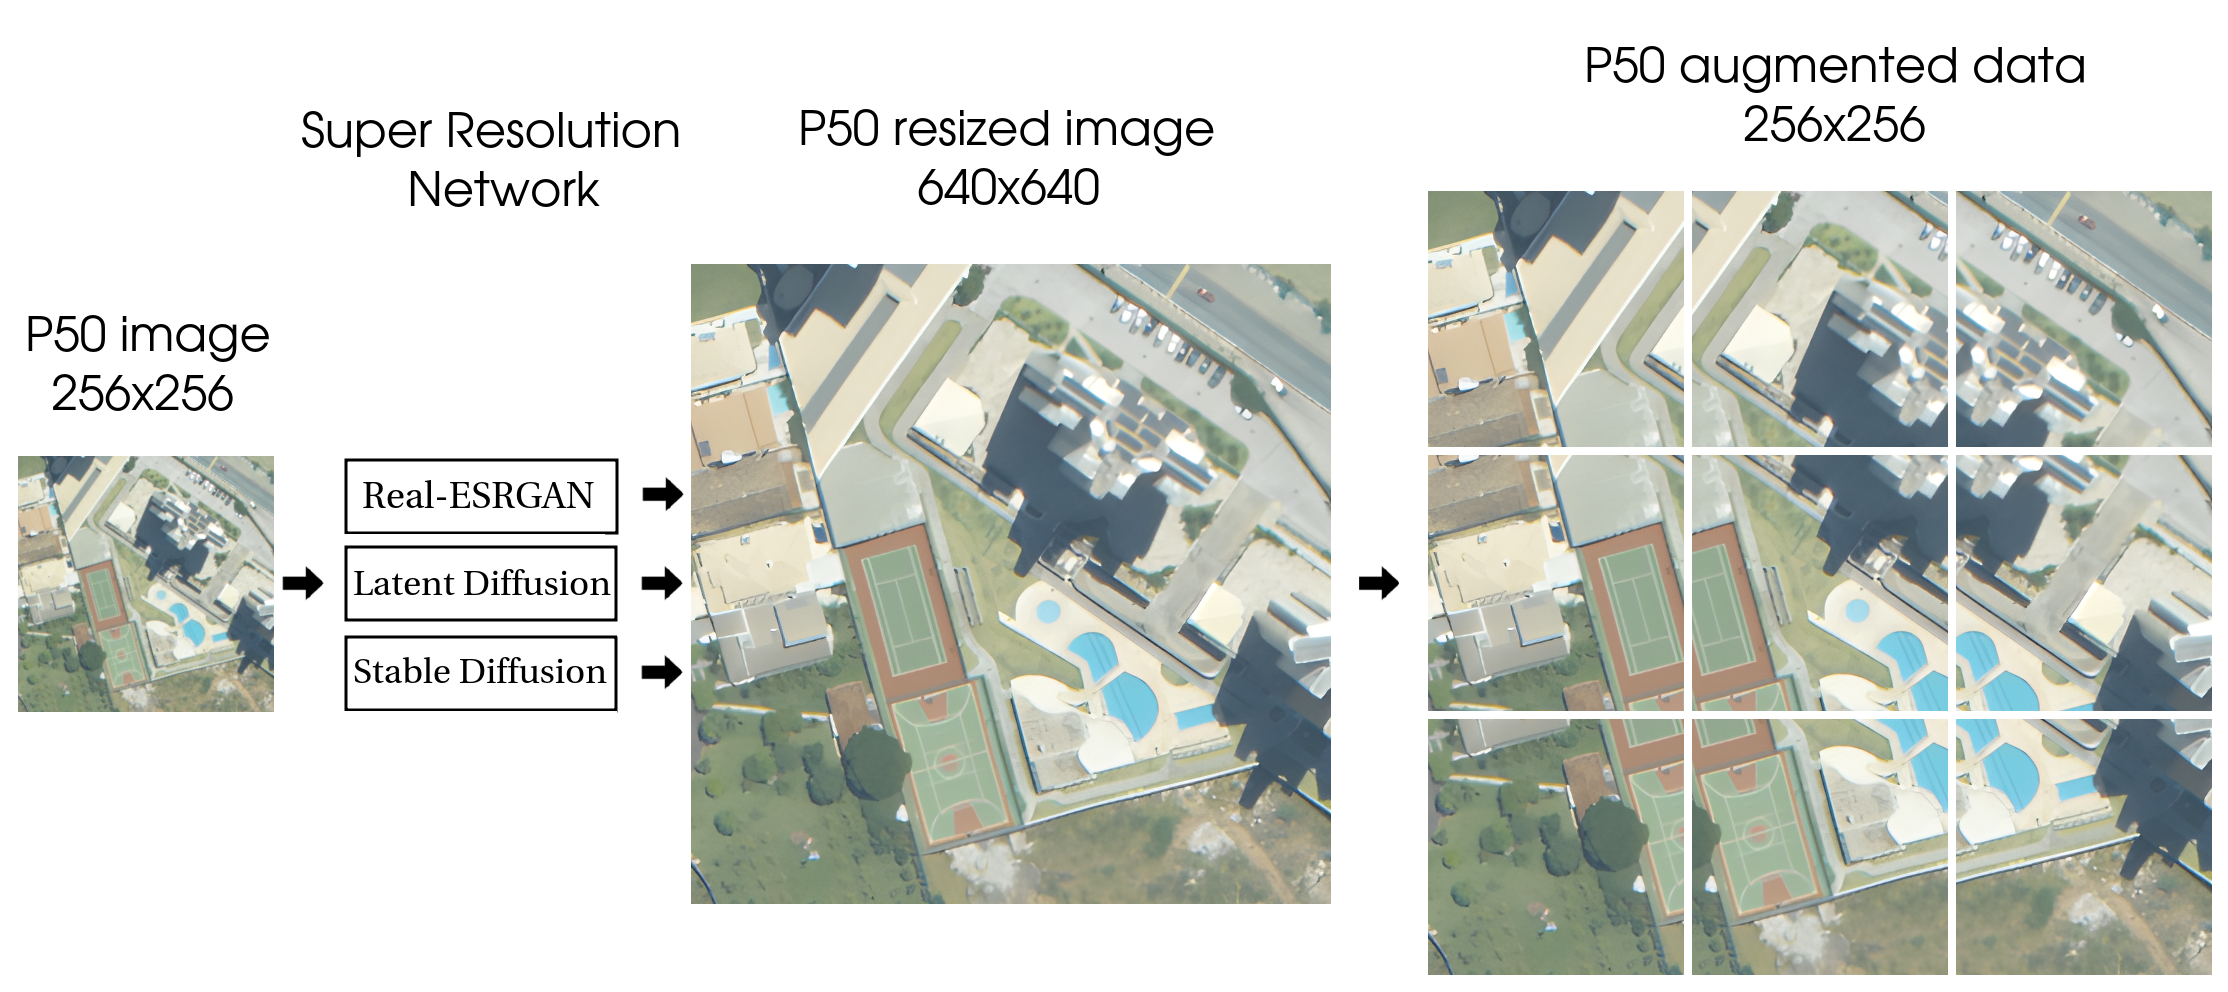 P50 image
256x256
Super Resolution
Network
Real-ESRGAN
Latent Diffusion
Stable Diffusion
P50 resized image
640x640
P50 augmented data
256x256